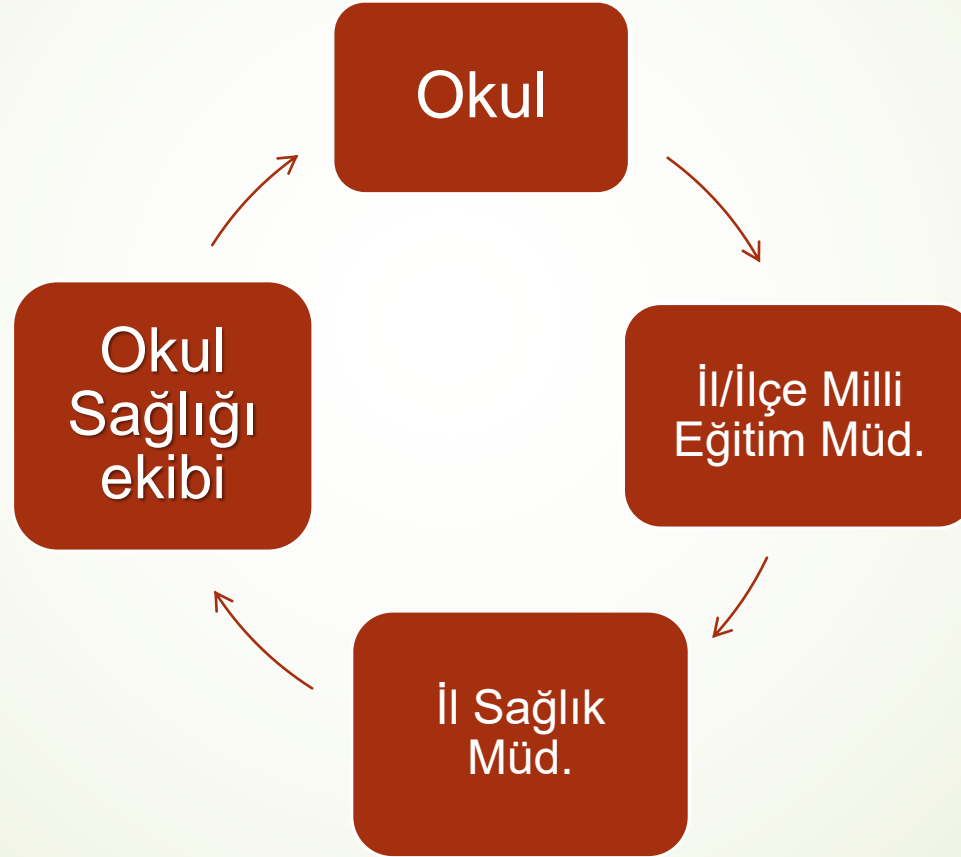 Okul
İl/İlçe Milli
Eğitim Müd.
İl Sağlık
Müd.
Okul
Sağlığı
ekibi